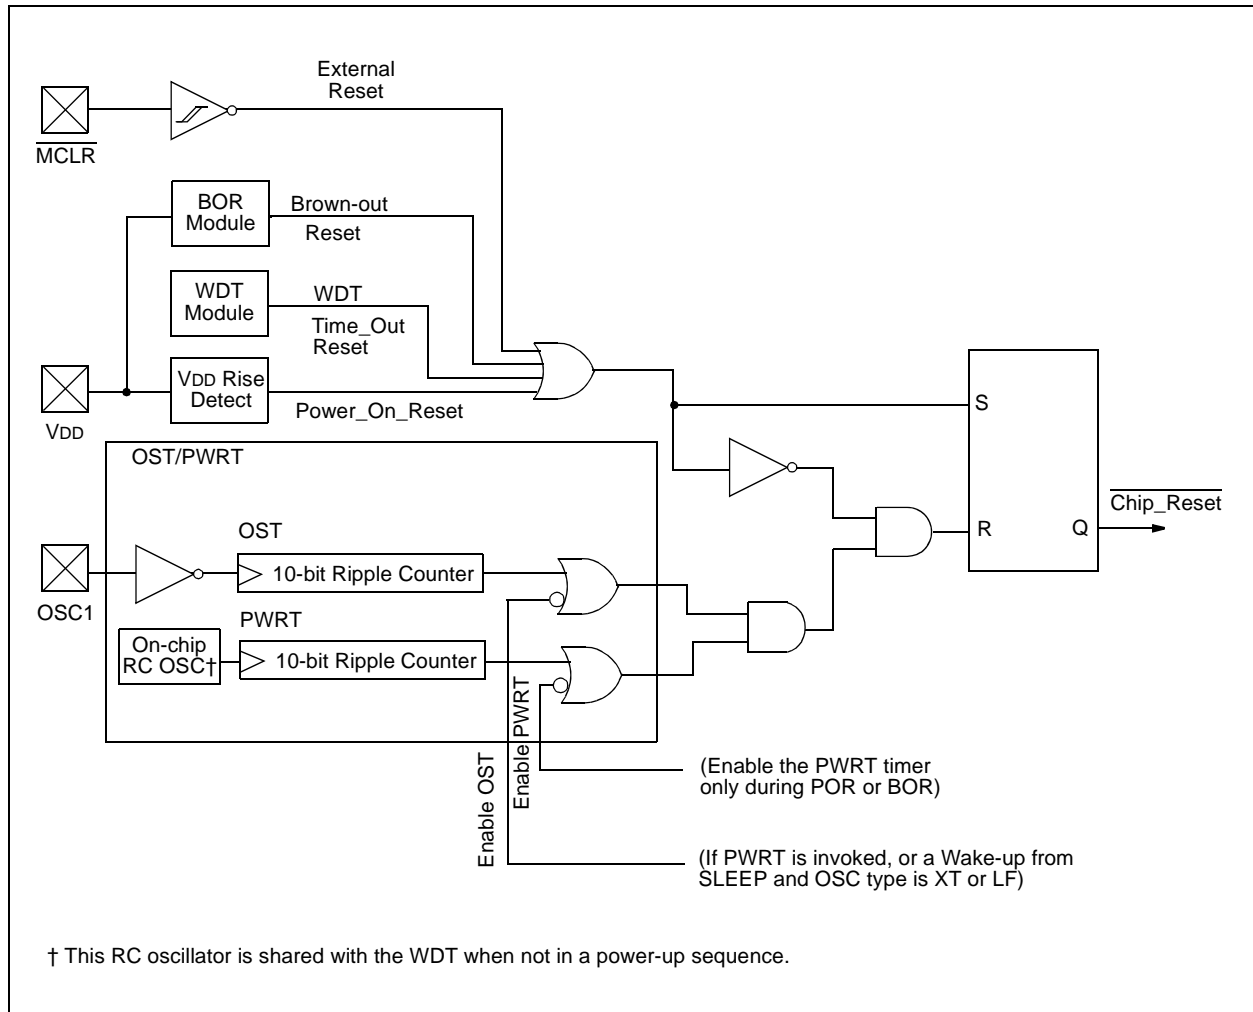 External
Reset
MCLR
BOR
Module
Brown-out
Reset
WDT
Module
WDT
Time_Out
Reset
VDD Rise
Detect
Power_On_Reset
VDD
S
R
Q
Chip_Reset
OST/PWRT
OST
10-bit Ripple Counter
OSC1
PWRT
On-chip
RC OSC†
10-bit Ripple Counter
Enable OST
Enable PWRT
(Enable the PWRT timer
only during POR or BOR)
(If PWRT is invoked, or a Wake-up from
SLEEP and OSC type is XT or LF)
† This RC oscillator is shared with the WDT when not in a power-up sequence.